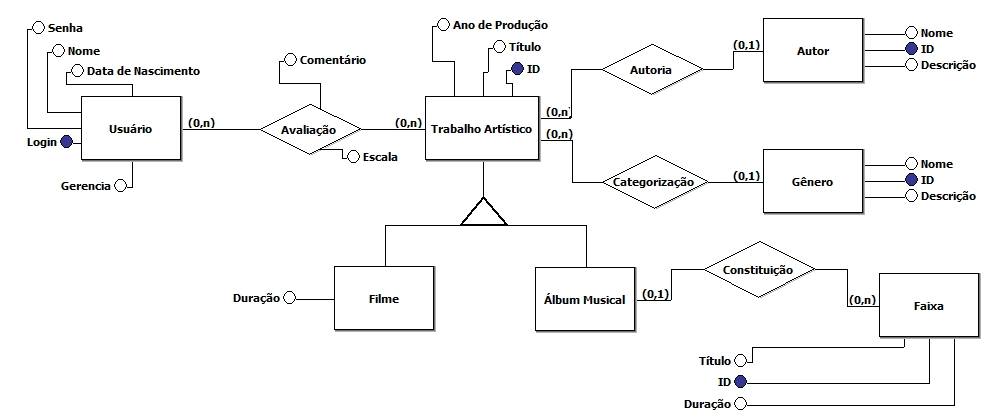 Senha
Nome
Data de Nascimento
Usuário
Login
Gerencia
(0,n)
Comentário
Avaliação
Escala
(0,n)
Ano de Produção
Título
ID
Trabalho Artístico
(0,n)
(0,n)
Autoria
(0,1)
Autor
Nome
ID
Descrição
Categorização
(0,1)
Gênero
Nome
ID
Descrição
Duração
Filme
Álbum Musical
(0,1)
Constituição
(0,n)
Faixa
Título
ID
Duração